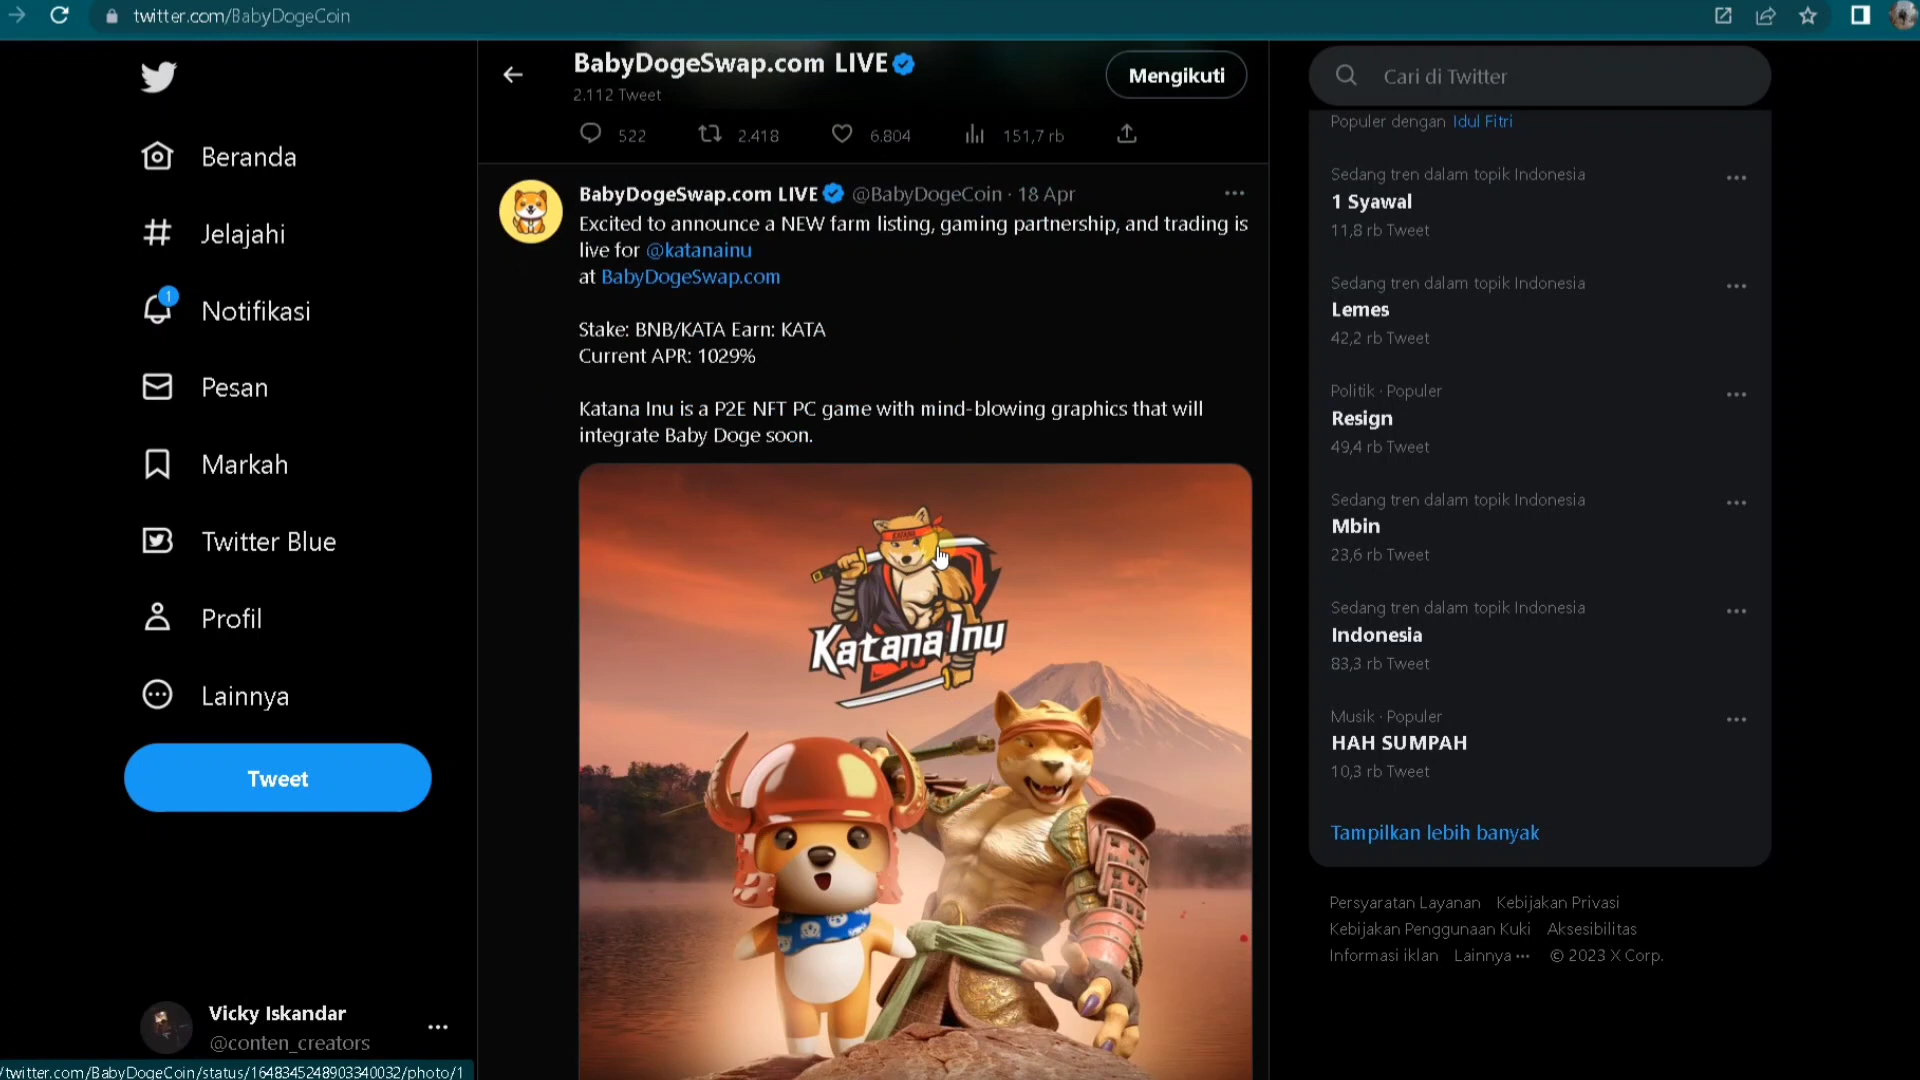 twitter.com/BabyDogeCoin
Beranda
Jelajahi
1
Notifikasi
Pesan
Markah
Twitter Blue
Profil
Lainnya
Tweet
Vicky Iskandar
@conten_creators
/twitter.com/BabyDogeCoin/status/1648345248903340032/photo/1
BabyDogeSwap.com LIVE
2.112 Tweet
Mengikuti
522 2.418 6.804 151,7 rb
BabyDogeSwap.com LIVE @BabyDogeCoin · 18 Apr
Excited to announce a NEW farm listing, gaming partnership, and trading is
live for @katanainu
at BabyDogeSwap.com
Stake: BNB/KATA Earn: KATA
Current APR: 1029%
Katana Inu is a P2E NFT PC game with mind-blowing graphics that will
integrate Baby Doge soon.
KATANA
Katana Inu
Cari di Twitter
Populer dengan Idul Fitri
Sedang tren dalam topik Indonesia
1 Syawal
11,8 rb Tweet
Sedang tren dalam topik Indonesia
Lemes
42,2 rb Tweet
Politik · Populer
Resign
49,4 rb Tweet
Sedang tren dalam topik Indonesia
Mbin
23,6 rb Tweet
Sedang tren dalam topik Indonesia
Indonesia
83,3 rb Tweet
Musik · Populer
HAH SUMPAH
10,3 rb Tweet
Tampilkan lebih banyak
Persyaratan Layanan Kebijakan Privasi
Kebijakan Penggunaan Kuki Aksesibilitas
Informasi iklan Lainnya ··· © 2023 X Corp.